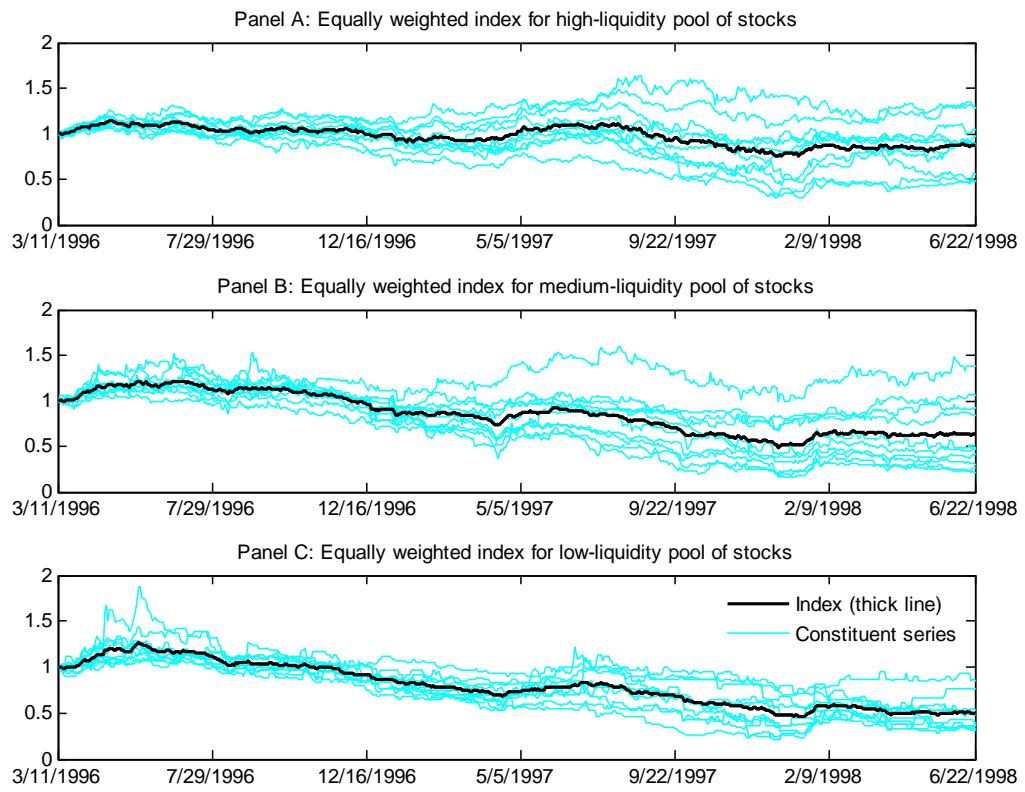 Panel A: Equally weighted index for high-liquidity pool of stocks
2
1.5
1
0.5
0
3/11/1996 7/29/1996 12/16/1996 5/5/1997 9/22/1997 2/9/1998 6/22/1998
Panel B: Equally weighted index for medium-liquidity pool of stocks
2
1.5
1
0.5
0
3/11/1996 7/29/1996 12/16/1996 5/5/1997 9/22/1997 2/9/1998 6/22/1998
Panel C: Equally weighted index for low-liquidity pool of stocks
2
1.5
1
0.5
0
Index (thick line)
Constituent series
3/11/1996 7/29/1996 12/16/1996 5/5/1997 9/22/1997 2/9/1998 6/22/1998